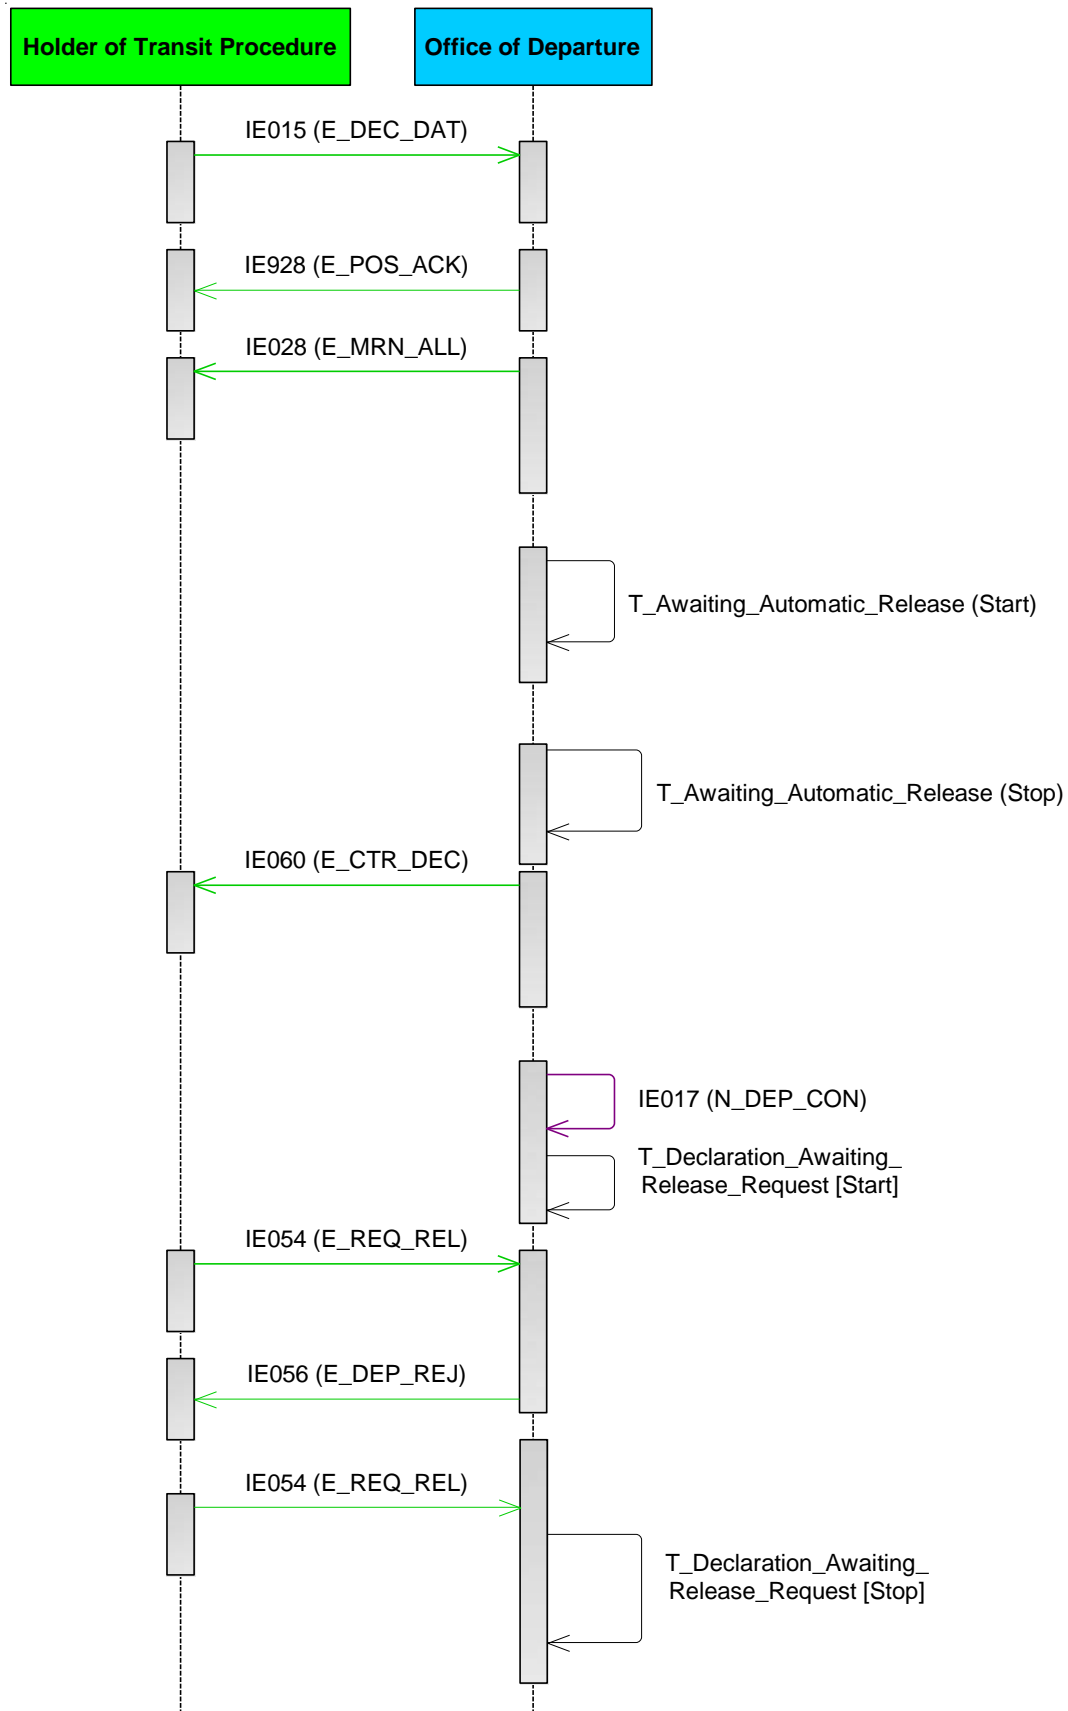 Holder of Transit Procedure
Office of Departure
IE015 (E_DEC_DAT)
IE928 (E_POS_ACK)
IE028 (E_MRN_ALL)
T_Awaiting_Automatic_Release (Start)
T_Awaiting_Automatic_Release (Stop)
IE060 (E_CTR_DEC)
IE017 (N_DEP_CON)
T_Declaration_Awaiting_
Release_Request [Start]
IE054 (E_REQ_REL)
IE056 (E_DEP_REJ)
IE054 (E_REQ_REL)
T_Declaration_Awaiting_
Release_Request [Stop]